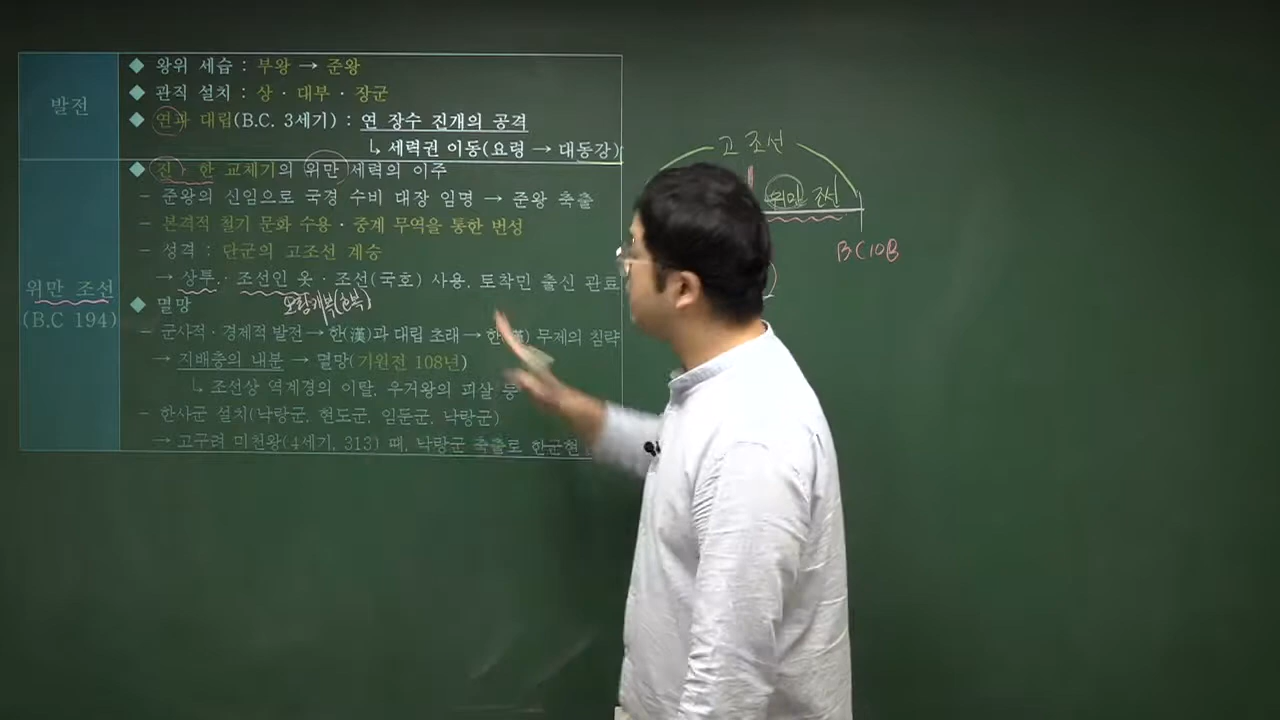 발전
◆ 왕위 세습 : 부왕 → 준왕
◆ 관직 설치 : 상 · 대부 · 장군
◆ 연과 대립(B.C. 3세기) : 연 장수 진개의 공격
↳ 세력권 이동(요령 → 대동강)
위만 조선
(B.C 194)
◆ 진 · 한 교체기의 위만 세력의 이주
- 준왕의 신임으로 국경 수비 대장 임명 → 준왕 축출
- 본격적 철기 문화 수용 · 중계 무역을 통한 번성
- 성격 : 단군의 고조선 계승
→ 상투 · 조선인 옷 · 조선(국호) 사용, 토착민 출신 관료
◆ 멸망
- 군사적 · 경제적 발전 → 한(漢)과 대립 초래 → 한(漢) 무제의 침략
→ 지배층의 내분 → 멸망(기원전 108년)
↳ 조선상 역계경의 이탈, 우거왕의 피살 등
- 한사군 설치(낙랑군, 현도군, 임둔군, 낙랑군)
→ 고구려 미천왕(4세기, 313) 때, 낙랑군 축출로 한군현
고조선
위만 조선
BC108